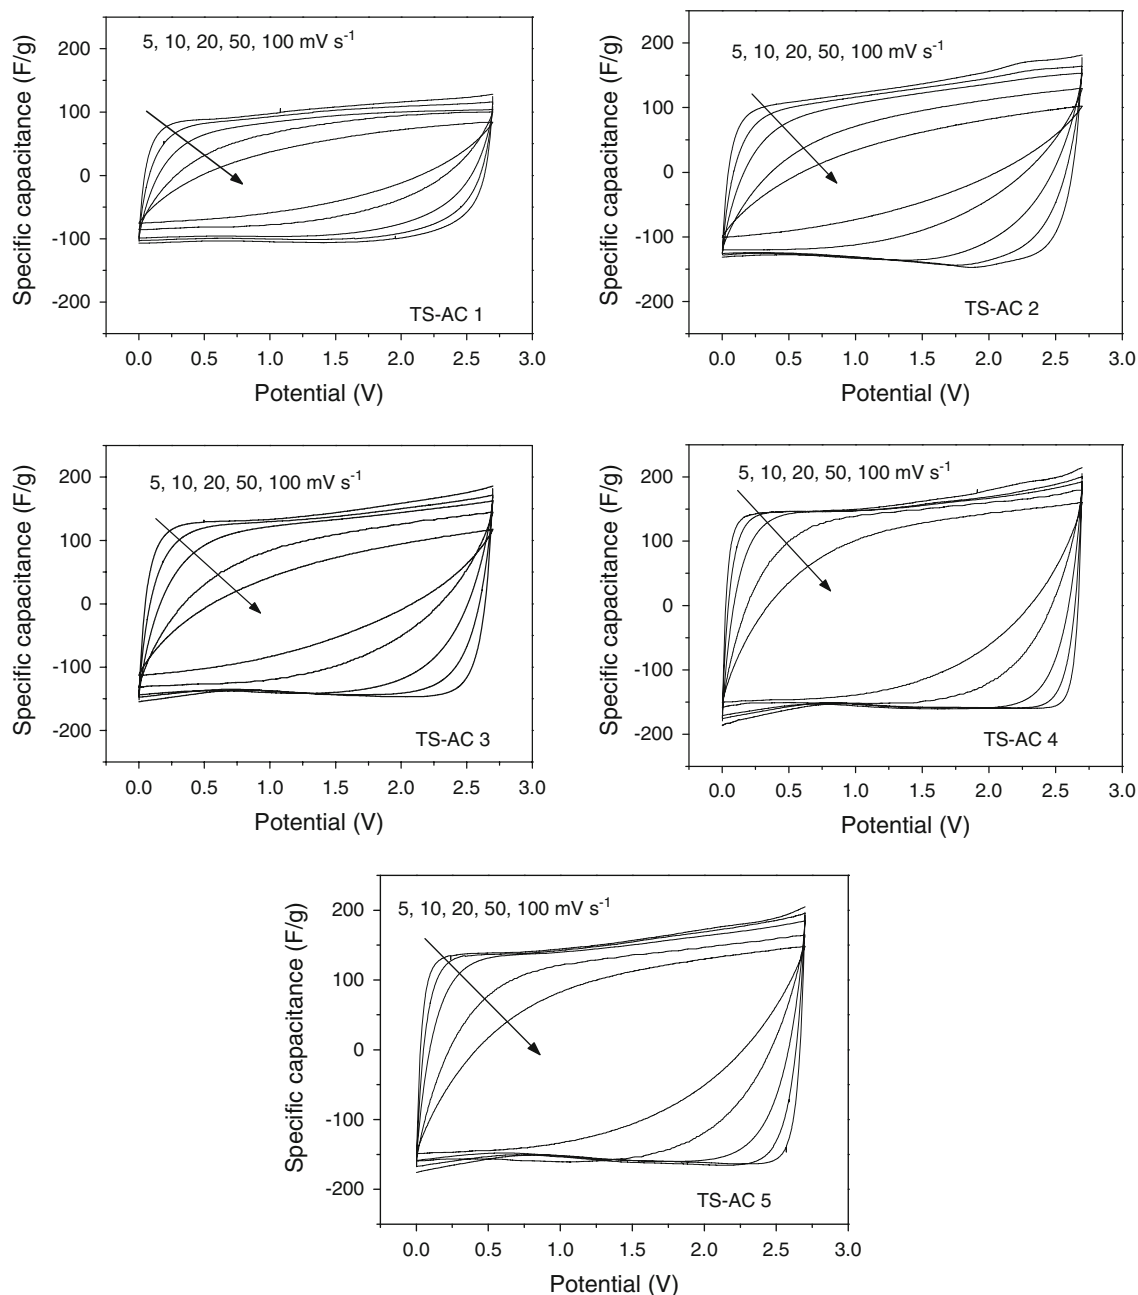 5, 10, 20, 50, 100 mV s⁻¹
Specific capacitance (F/g)
200
100
0
-100
-200
TS-AC 1
0.0 0.5 1.0 1.5 2.0 2.5 3.0
Potential (V)
5, 10, 20, 50, 100 mV s⁻¹
Specific capacitance (F/g)
200
100
0
-100
-200
TS-AC 2
0.0 0.5 1.0 1.5 2.0 2.5 3.0
Potential (V)
5, 10, 20, 50, 100 mV s⁻¹
Specific capacitance (F/g)
200
100
0
-100
-200
TS-AC 3
0.0 0.5 1.0 1.5 2.0 2.5 3.0
Potential (V)
5, 10, 20, 50, 100 mV s⁻¹
Specific capacitance (F/g)
200
100
0
-100
-200
TS-AC 4
0.0 0.5 1.0 1.5 2.0 2.5 3.0
Potential (V)
5, 10, 20, 50, 100 mV s⁻¹
Specific capacitance (F/g)
200
100
0
-100
-200
TS-AC 5
0.0 0.5 1.0 1.5 2.0 2.5 3.0
Potential (V)